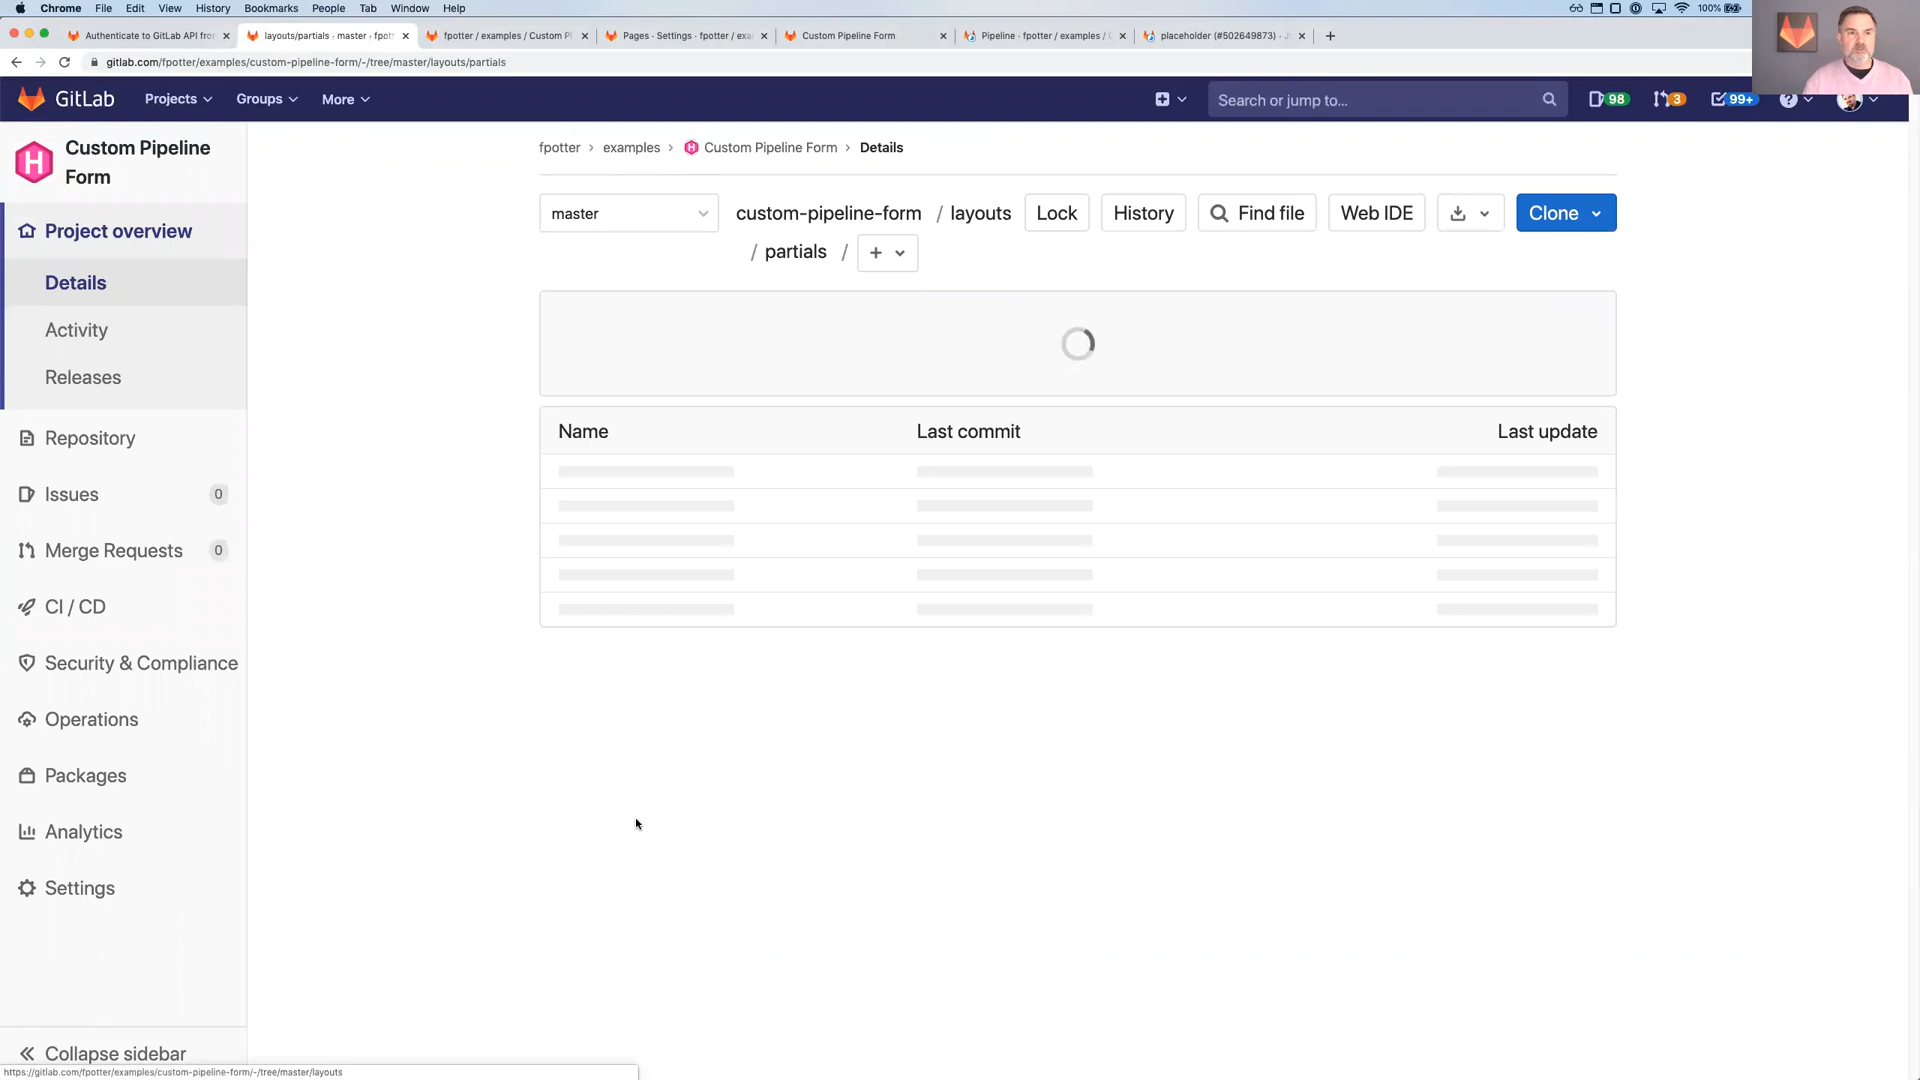 Chrome File Edit View History Bookmarks People Tab Window Help 100%
Authenticate to GitLab API fro layouts/partials · master · fpot fpotter / examples / Custom Pi Pages · Settings · fpotter / exa Custom Pipeline Form Pipeline · fpotter / examples / placeholder (#502649873) · J
gitlab.com/fpotter/examples/custom-pipeline-form/-/tree/master/layouts/partials
GitLab Projects Groups More Search or jump to... 98 3 99+
H Custom Pipeline Form
fpotter › examples › H Custom Pipeline Form › Details
master custom-pipeline-form / layouts Lock History Find file Web IDE Clone
/ partials / +
Project overview
Details
Activity
Releases
Repository
Issues 0
Merge Requests 0
CI / CD
Security & Compliance
Operations
Packages
Analytics
Settings
Name Last commit Last update
Collapse sidebar
https://gitlab.com/fpotter/examples/custom-pipeline-form/-/tree/master/layouts